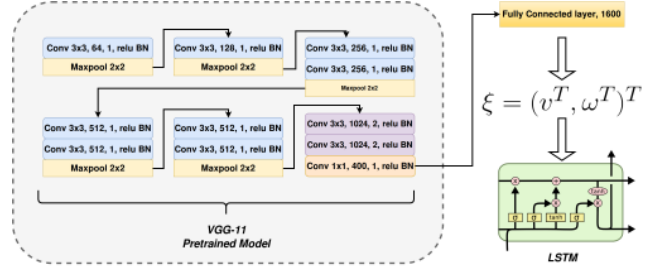 Conv 3x3, 64, 1, relu BN
Maxpool 2x2
Conv 3x3, 128, 1, relu BN
Maxpool 2x2
Conv 3x3, 256, 1, relu BN
Conv 3x3, 256, 1, relu BN
Maxpool 2x2
Conv 3x3, 512, 1, relu BN
Conv 3x3, 512, 1, relu BN
Maxpool 2x2
Conv 3x3, 512, 1, relu BN
Conv 3x3, 512, 1, relu BN
Maxpool 2x2
Conv 3x3, 1024, 2, relu BN
Conv 3x3, 1024, 2, relu BN
Conv 1x1, 400, 1, relu BN
VGG-11
Pretrained Model
Fully Connected layer, 1600
ξ = (v^T, ω^T)^T
tanh
σ σ tanh σ
LSTM